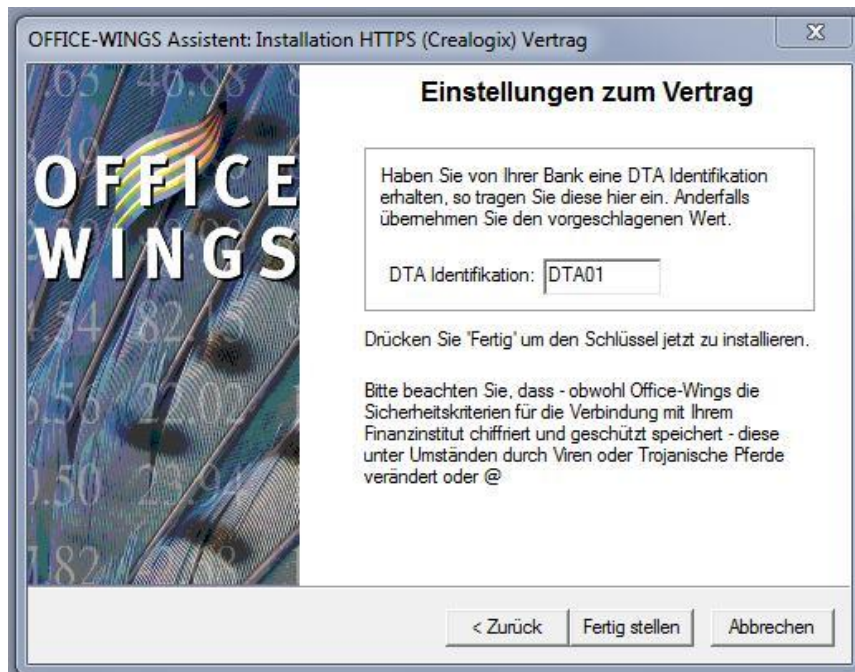 OFFICE-WINGS Assistent: Installation HTTPS (Crealogix) Vertrag
OFFICE
WINGS
Einstellungen zum Vertrag
Haben Sie von Ihrer Bank eine DTA Identifikation
erhalten, so tragen Sie diese hier ein. Anderfalls
übernehmen Sie den vorgeschlagenen Wert.
DTA Identifikation: DTA01
Drücken Sie 'Fertig' um den Schlüssel jetzt zu installieren.
Bitte beachten Sie, dass - obwohl Office-Wings die
Sicherheitskriterien für die Verbindung mit Ihrem
Finanzinstitut chiffriert und geschützt speichert - diese
unter Umständen durch Viren oder Trojanische Pferde
verändert oder @
< Zurück Fertig stellen Abbrechen